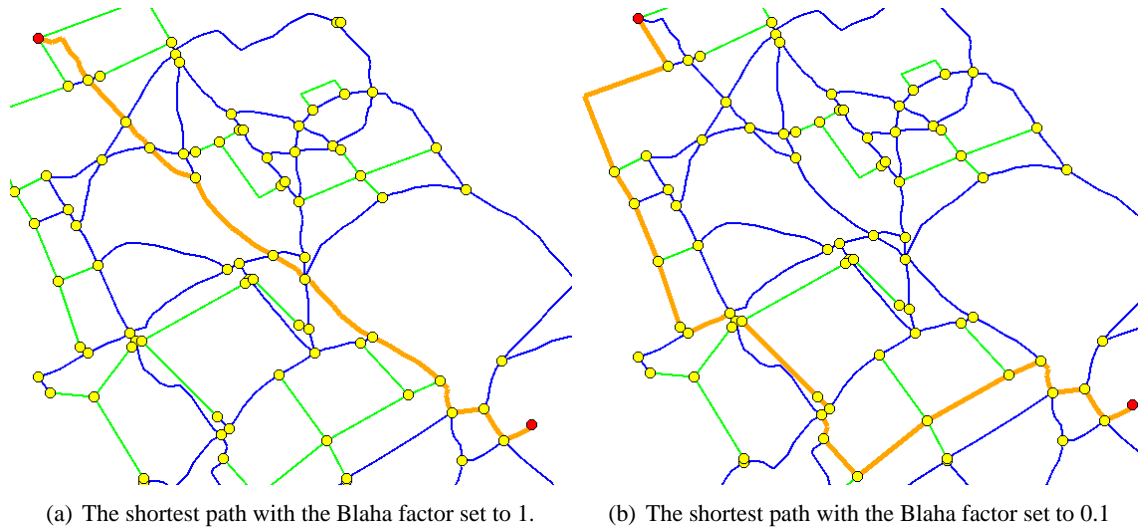 (a) The shortest path with the Blaha factor set to 1.
(b) The shortest path with the Blaha factor set to 0.1